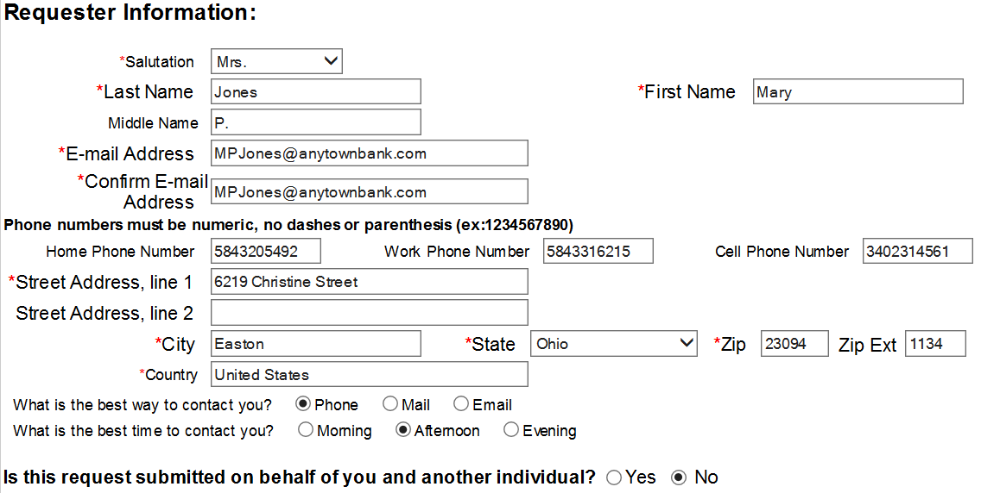 Requester Information:
*Salutation Mrs.
*Last Name Jones *First Name Mary
Middle Name P.
*E-mail Address MPJones@anytownbank.com
*Confirm E-mail
Address MPJones@anytownbank.com
Phone numbers must be numeric, no dashes or parenthesis (ex:1234567890)
Home Phone Number 5843205492 Work Phone Number 5843316215 Cell Phone Number 3402314561
*Street Address, line 1 6219 Christine Street
Street Address, line 2
*City Easton *State Ohio *Zip 23094 Zip Ext 1134
*Country United States
What is the best way to contact you? Phone Mail Email
What is the best time to contact you? Morning Afternoon Evening
Is this request submitted on behalf of you and another individual? Yes No